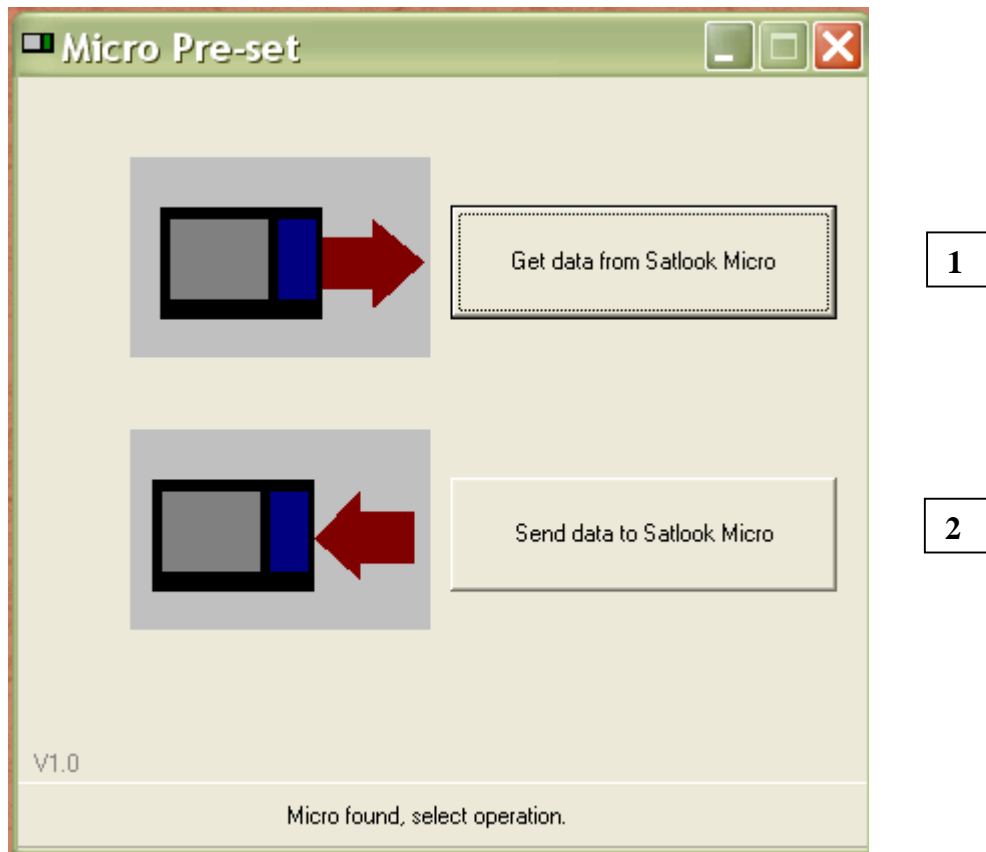 Micro Pre-set
Get data from Satlook Micro
1
Send data to Satlook Micro
2
V1.0
Micro found, select operation.